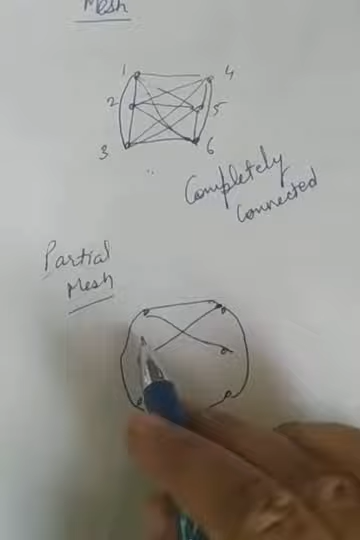 Mesh
1 4
2 5
3 6
Completely
Connected
Partial
Mesh